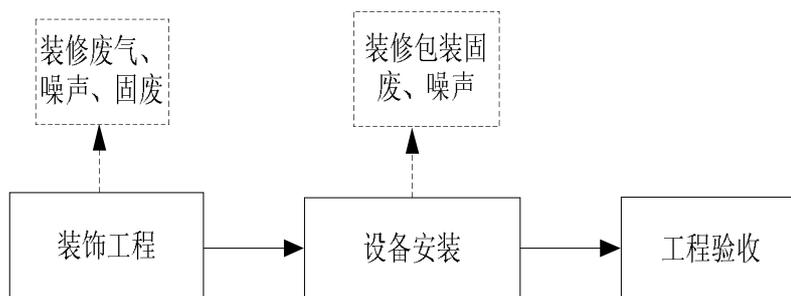 装修废气、
噪声、固废
装修包装固
废、噪声
装饰工程
设备安装
工程验收